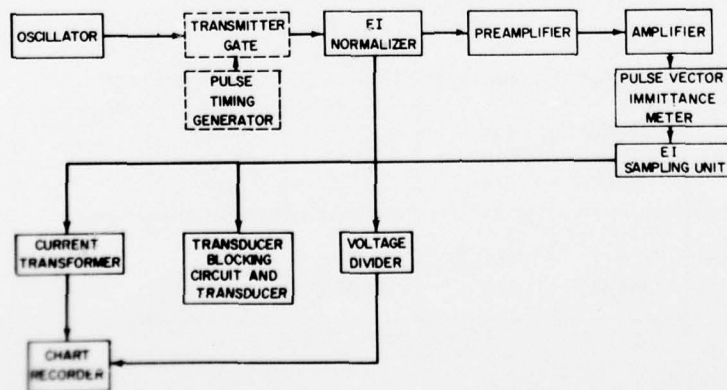 OSCILLATOR
TRANSMITTER
GATE
E.I
NORMALIZER
PREAMPLIFIER
AMPLIFIER
PULSE
TIMING
GENERATOR
PULSE VECTOR
IMMITTANCE
METER
E.I
SAMPLING UNIT
CURRENT
TRANSFORMER
TRANSDUCER
BLOCKING
CIRCUIT AND
TRANSDUCER
VOLTAGE
DIVIDER
CHART
RECORDER